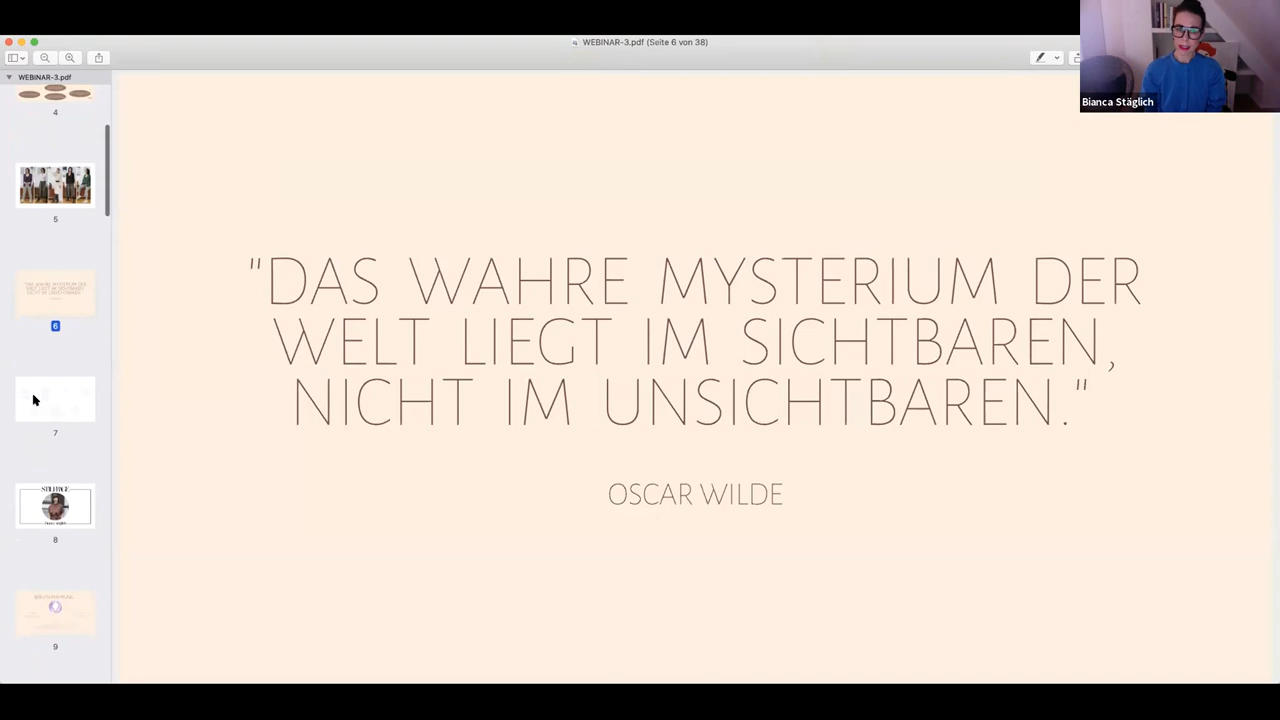 WEBINAR-3.pdf (Seite 6 von 38)
Bianca Stäglich
WEBINAR-3.pdf
4
5
6
7
8
9
"DAS WAHRE MYSTERIUM DER
WELT LIEGT IM SICHTBAREN,
NICHT IM UNSICHTBAREN."
OSCAR WILDE